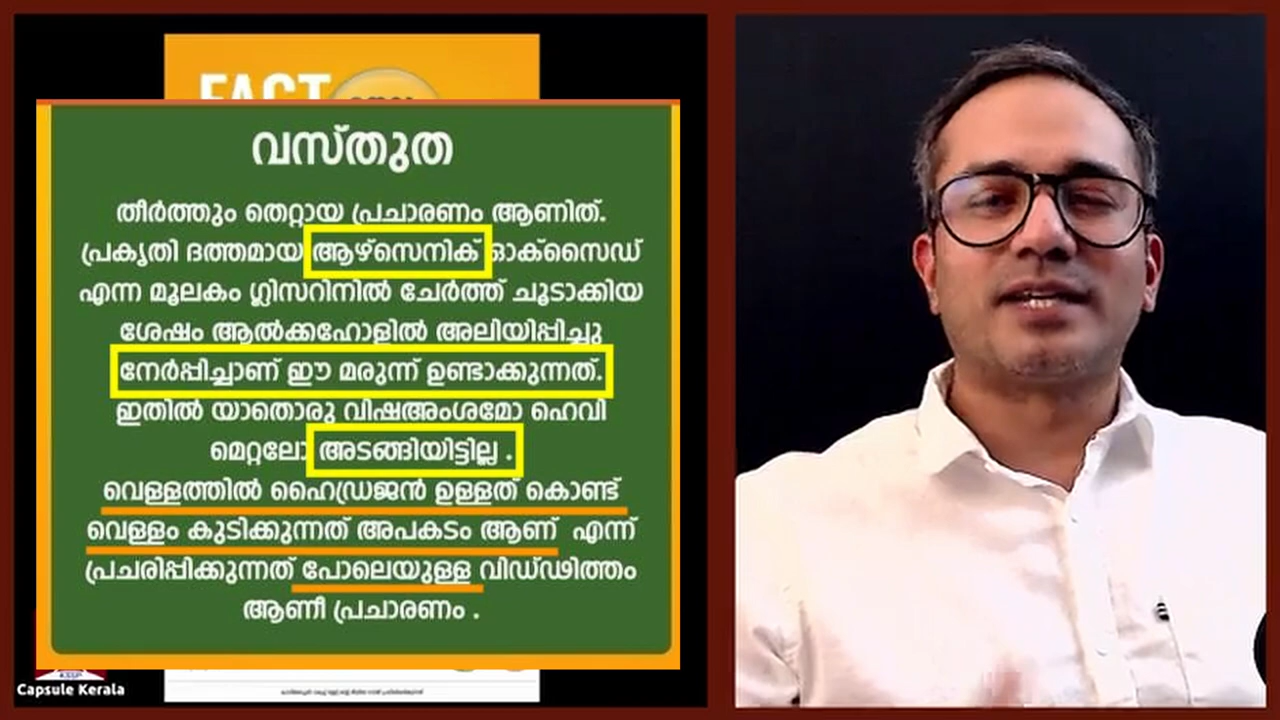 FACT
വസ്തുത
തീർത്തും തെറ്റായ പ്രചാരണം ആണിത്.
പ്രകൃതി ദത്തമായ ആഴ്സെനിക് ഓക്സൈഡ്
എന്ന മൂലകം ഗ്ലിസറിനിൽ ചേർത്ത് ചൂടാക്കിയ
ശേഷം ആൽക്കഹോളിൽ അലിയിപ്പിച്ചു
നേർപ്പിച്ചാണ് ഈ മരുന്ന് ഉണ്ടാക്കുന്നത്.
ഇതിൽ യാതൊരു വിഷഅംശമോ ഹെവി
മെറ്റലോ അടങ്ങിയിട്ടില്ല .
വെള്ളത്തിൽ ഹൈഡ്രജൻ ഉള്ളത് കൊണ്ട്
വെള്ളം കുടിക്കുന്നത് അപകടം ആണ് എന്ന്
പ്രചരിപ്പിക്കുന്നത് പോലെയുള്ള വിഡ്ഢിത്തം
ആണീ പ്രചാരണം .
Capsule Kerala